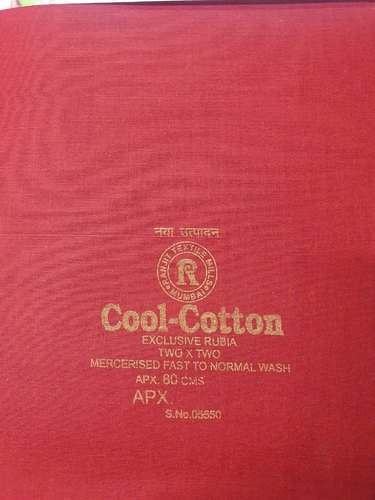 नया उत्पादन
RANJIT TEXTILE MILLS
R
MUMBAI
Cool-Cotton
EXCLUSIVE RUBIA
TWO X TWO
MERCERISED FAST TO NORMAL WASH
APX. 80 CMS
APX.
S.No.06550